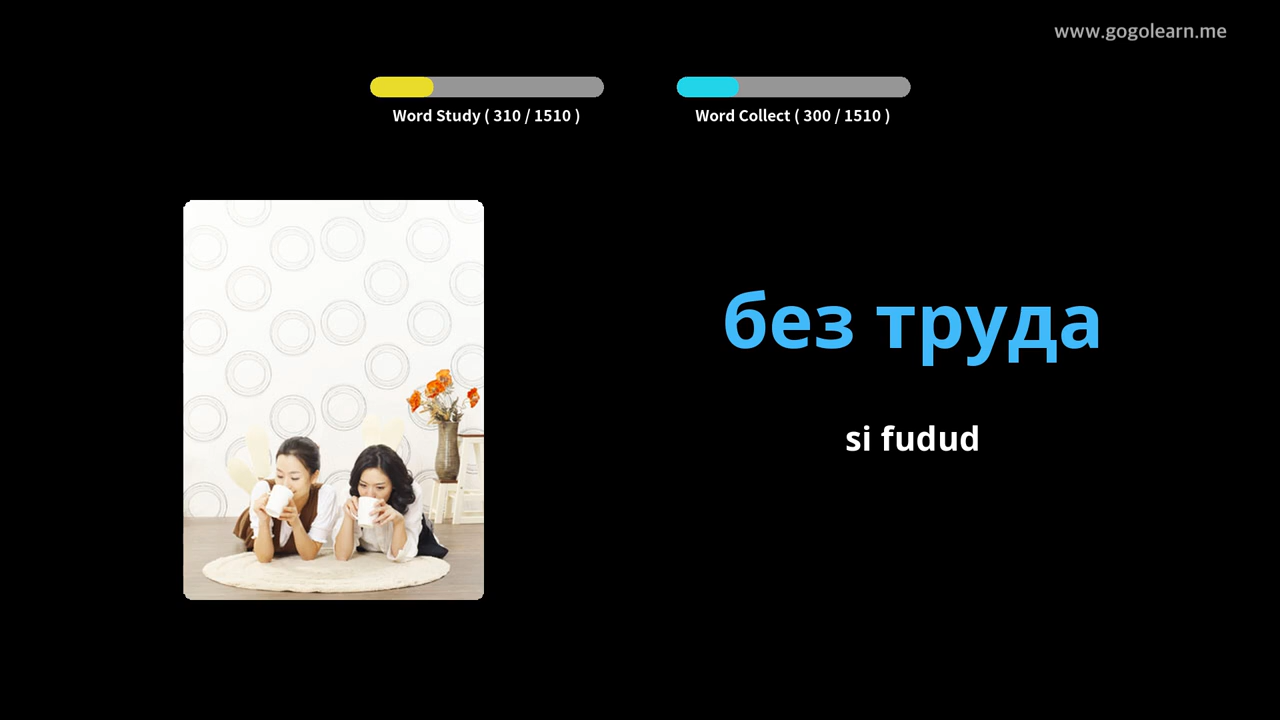 www.gogolearn.me
Word Study ( 310 / 1510 )
Word Collect ( 300 / 1510 )
без труда
si fudud